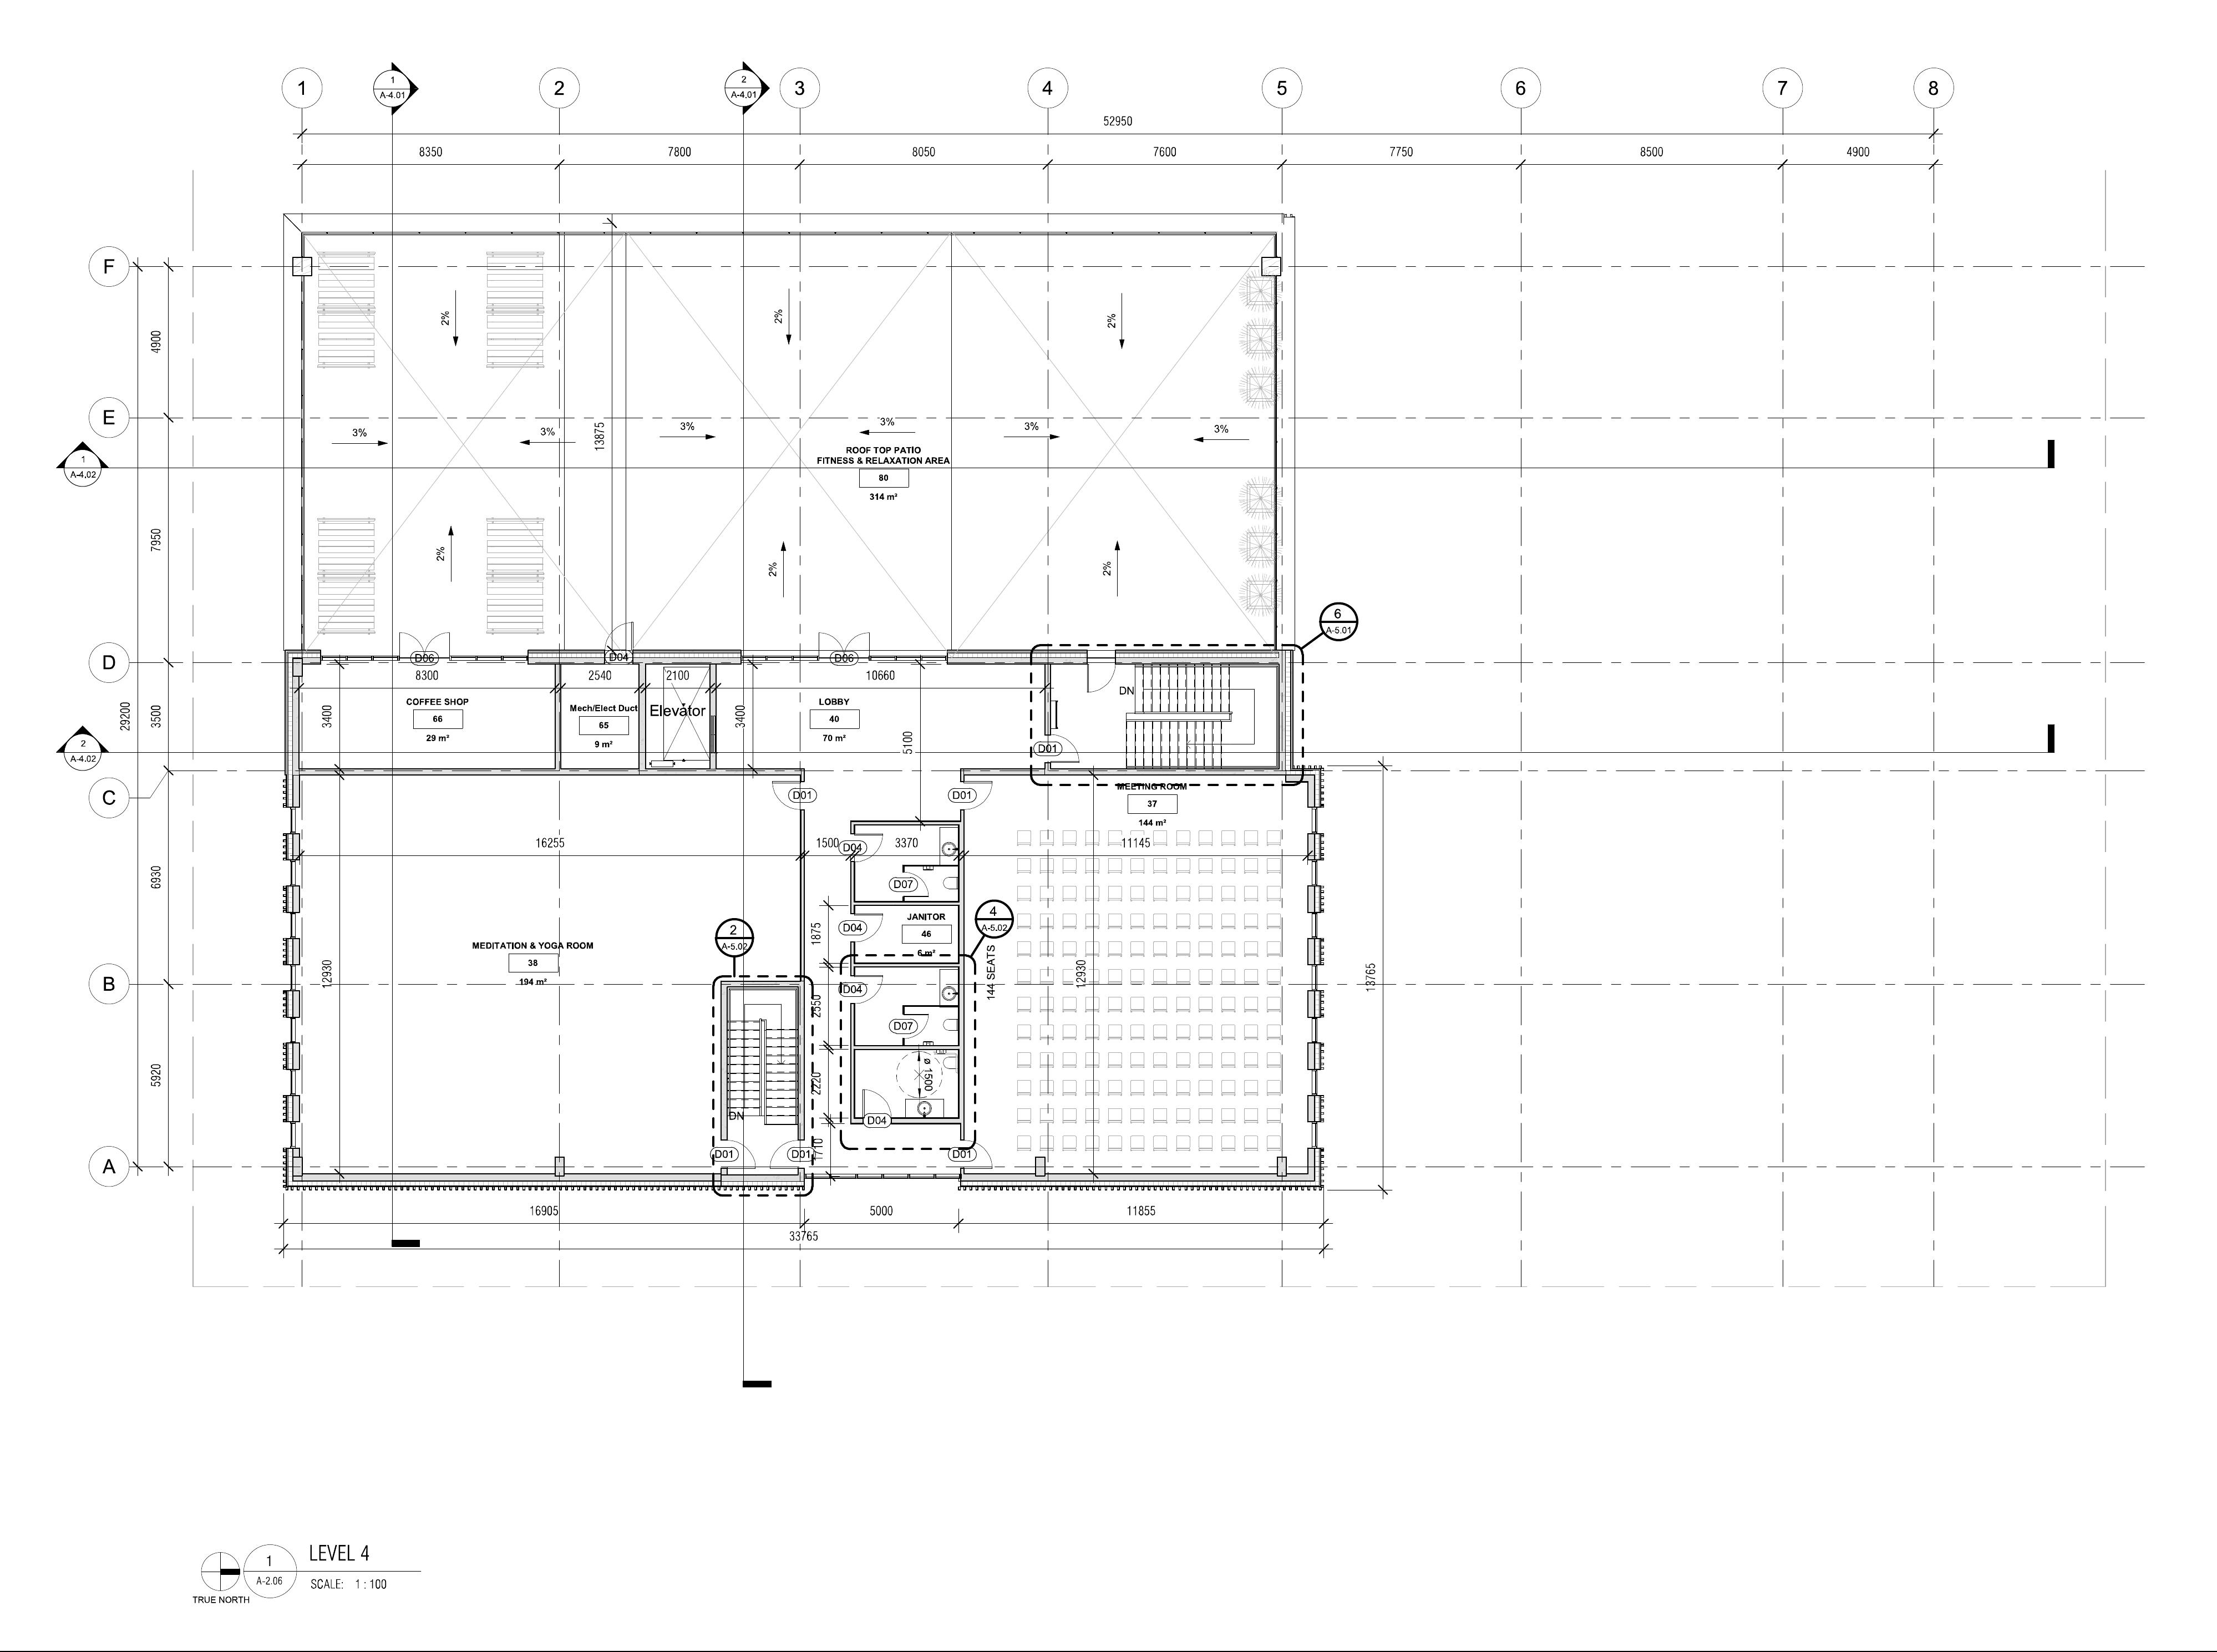 1
1
A-4.01
2
2
A-4.01
3
4
5
6
7
8
52950
8350
7800
8050
7600
7750
8500
4900
F
E
D
C
B
A
29200
4900
7950
3500
6930
5920
1
A-4.02
2
A-4.02
2%
2%
2%
3%
3%
13875
3%
3%
3%
3%
ROOF TOP PATIO
FITNESS & RELAXATION AREA
80
314 m²
2%
2%
2%
6
A-5.01
D06
D04
D06
8300
2540
2100
10660
COFFEE SHOP
66
29 m²
3400
Mech/Elect Duct
65
9 m²
Elevator
3400
LOBBY
40
70 m²
5100
DN
D01
D01
D01
MEETING ROOM
37
144 m²
16255
1500
D04
3370
11145
D07
JANITOR
46
6 m²
D04
1875
4
A-5.02
144 SEATS
12930
13765
2
A-5.02
MEDITATION & YOGA ROOM
38
194 m²
12930
D04
2550
D07
ø 1500
2220
DN
D04
D01
D01
1710
D01
16905
5000
11855
33765
1
A-2.06
LEVEL 4
SCALE: 1 : 100
TRUE NORTH